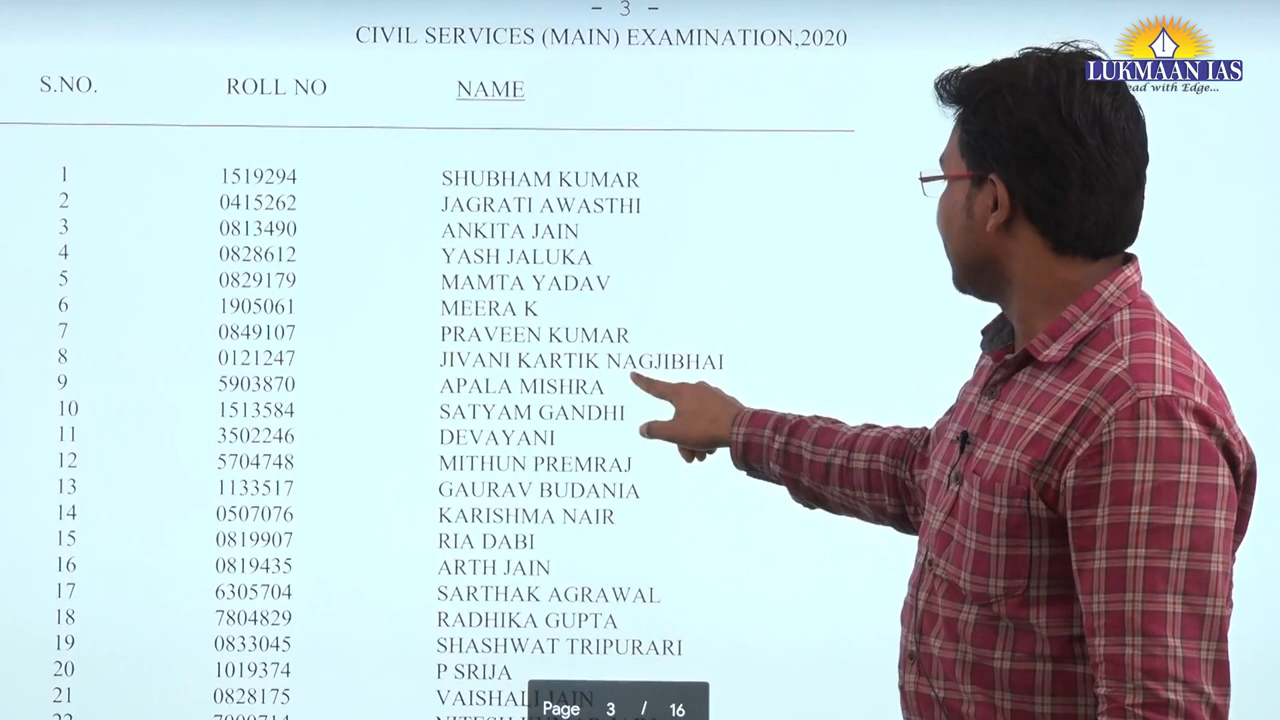 - 3 -
CIVIL SERVICES (MAIN) EXAMINATION,2020
S.NO. ROLL NO NAME
1 1519294 SHUBHAM KUMAR
2 0415262 JAGRATI AWASTHI
3 0813490 ANKITA JAIN
4 0828612 YASH JALUKA
5 0829179 MAMTA YADAV
6 1905061 MEERA K
7 0849107 PRAVEEN KUMAR
8 0121247 JIVANI KARTIK NAGJIBHAI
9 5903870 APALA MISHRA
10 1513584 SATYAM GANDHI
11 3502246 DEVAYANI
12 5704748 MITHUN PREMRAJ
13 1133517 GAURAV BUDANIA
14 0507076 KARISHMA NAIR
15 0819907 RIA DABI
16 0819435 ARTH JAIN
17 6305704 SARTHAK AGRAWAL
18 7804829 RADHIKA GUPTA
19 0833045 SHASHWAT TRIPURARI
20 1019374 P SRIJA
21 0828175 VAISHALI JAIN
Page 3 / 16
LUKMAAN IAS
Lead with Edge...